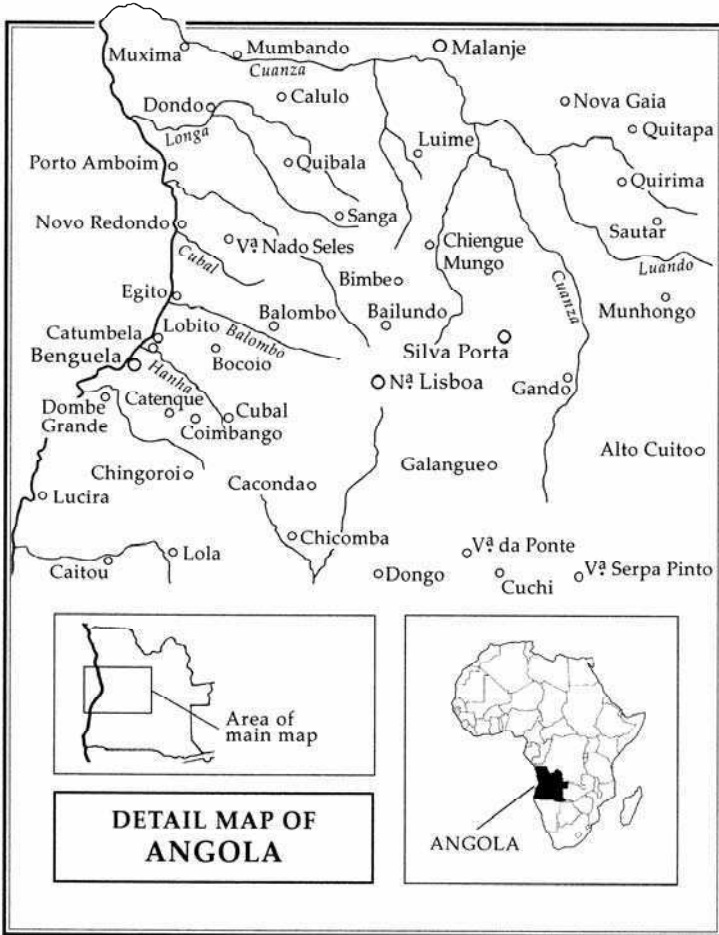 Muxima
Mumbando
Malanje
Cuanza
Calulo
Nova Gaia
Dondo
Quitapa
Longa
Luime
Porto Amboim
Quibala
Quirima
Sanga
Novo Redondo
Vª Nado Seles
Sautar
Chiengue
Mungo
Cubal
Luando
Bimbe
Cuanza
Egito
Munhongo
Balombo
Bailundo
Catumbela
Lobito
Balombo
Silva Porta
Benguela
Bocoio
Hanha
Nª. Lisboa
Gando
Dombe
Grande
Catenque
Cubal
Coimbango
Alto Cuito
Chingoroi
Galangue
Caconda
Lucira
Chicomba
Lola
Vª. da Ponte
Caitou
Dongo
Cuchi
Vª. Serpa Pinto
Area of
main map
DETAIL MAP OF
ANGOLA
ANGOLA